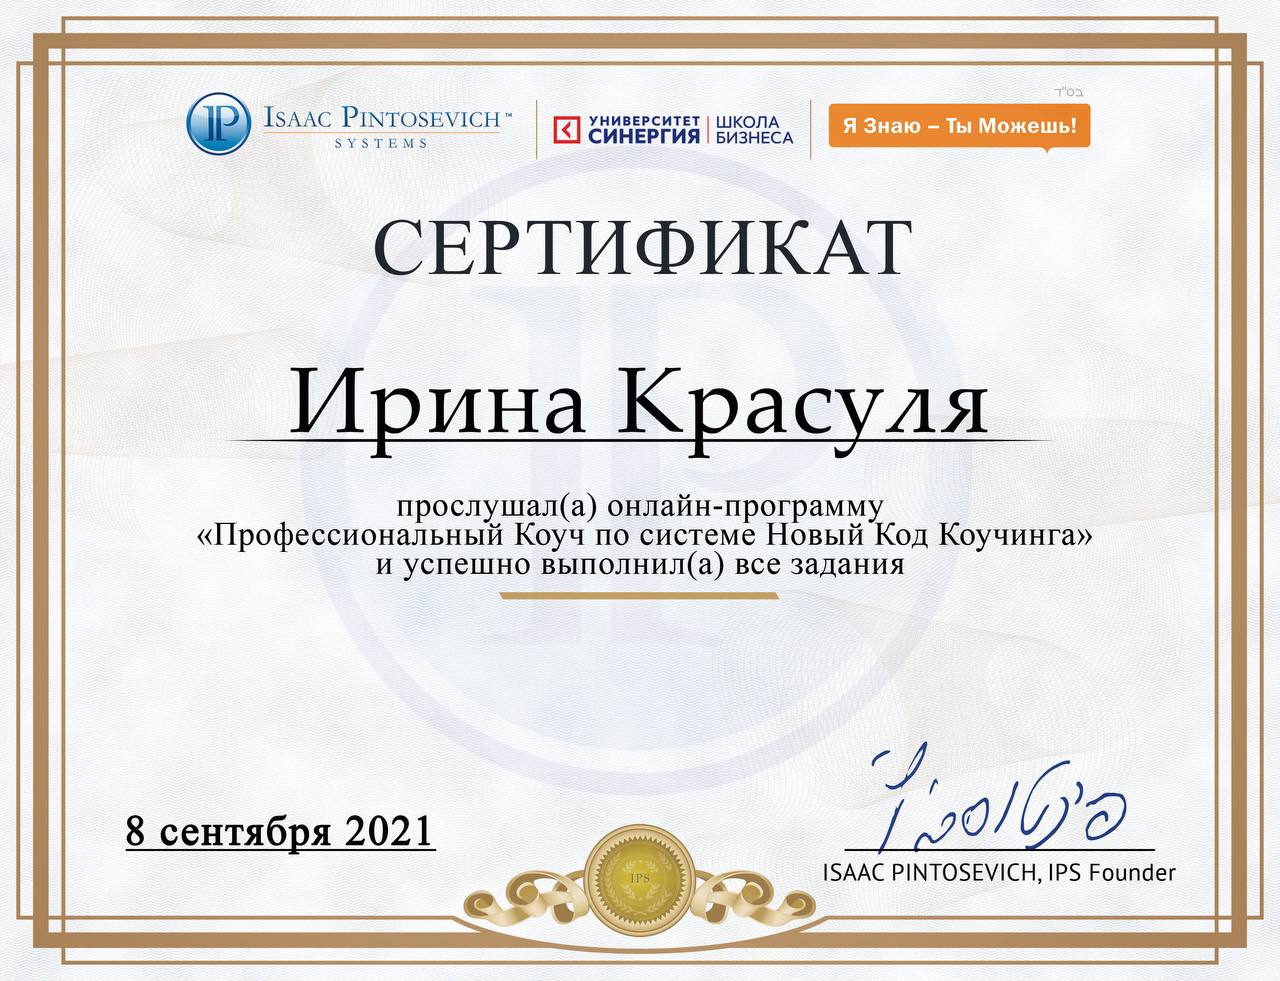 בס"ד
IP ISAAC PINTOSEVICH™
SYSTEMS
УНИВЕРСИТЕТ
СИНЕРГИЯ
ШКОЛА
БИЗНЕСА
Я Знаю – Ты Можешь!
СЕРТИФИКАТ
Ирина Красуля
прослушал(а) онлайн-программу
«Профессиональный Коуч по системе Новый Код Коучинга»
и успешно выполнил(а) все задания
8 сентября 2021
IPS
ISAAC PINTOSEVICH, IPS Founder